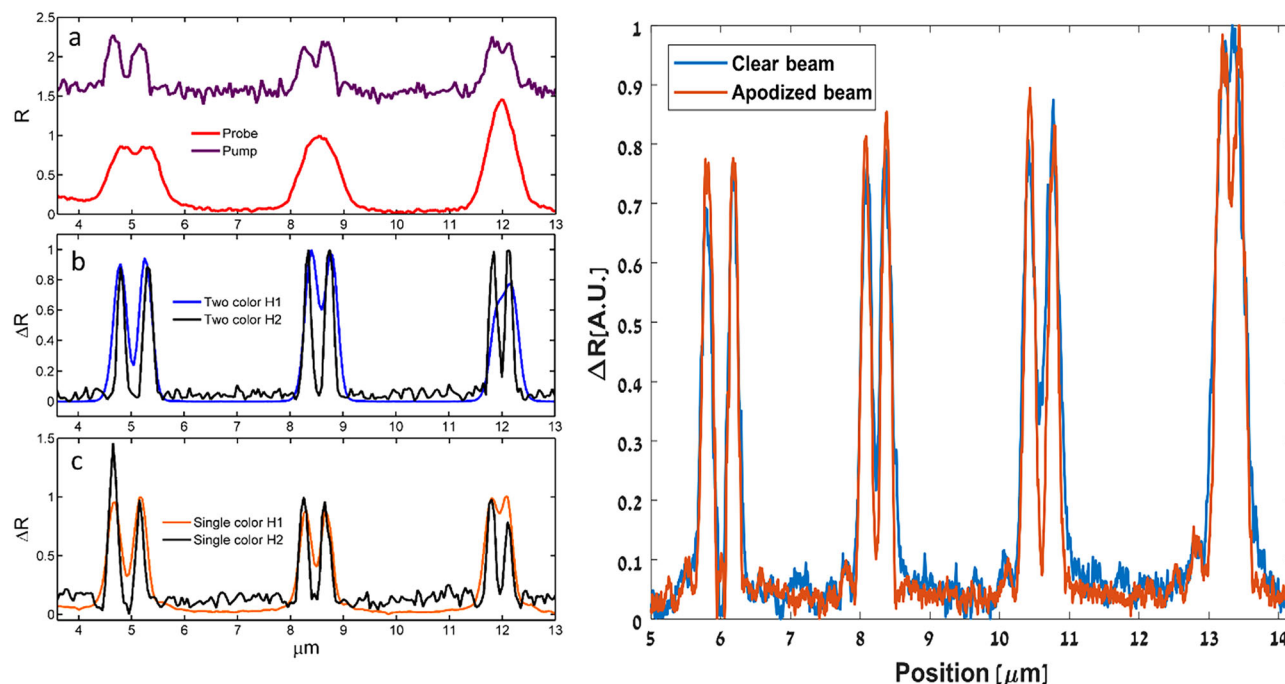 a
2.5
2
1.5
1
0.5
0
R
Probe
Pump
4 5 6 7 8 9 10 11 12 13
b
1
0.8
0.6
0.4
0.2
0
ΔR
Two color H1
Two color H2
4 5 6 7 8 9 10 11 12 13
c
1.5
1
0.5
0
ΔR
Single color H1
Single color H2
4 5 6 7 8 9 10 11 12 13
μm
1
0.9
0.8
0.7
0.6
0.5
0.4
0.3
0.2
0.1
0
ΔR[A.U.]
Clear beam
Apodized beam
5 6 7 8 9 10 11 12 13 14
Position [μm]